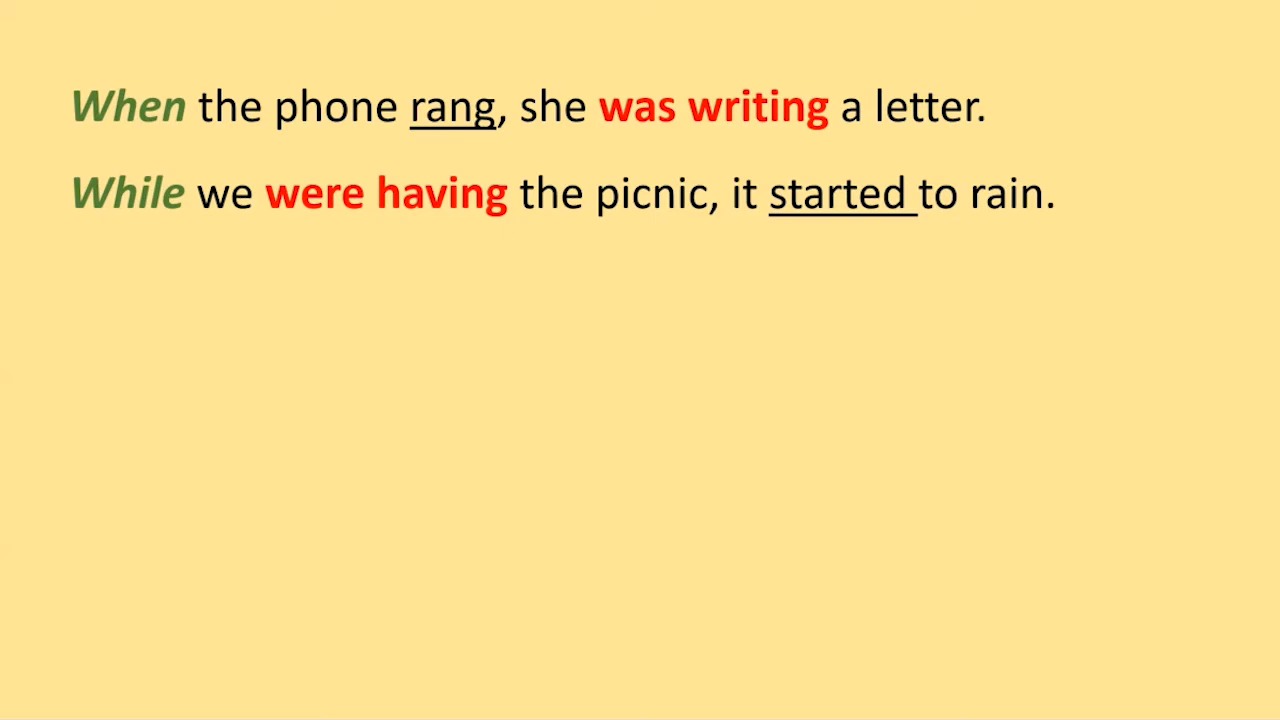 When the phone rang, she was writing a letter.
While we were having the picnic, it started to rain.